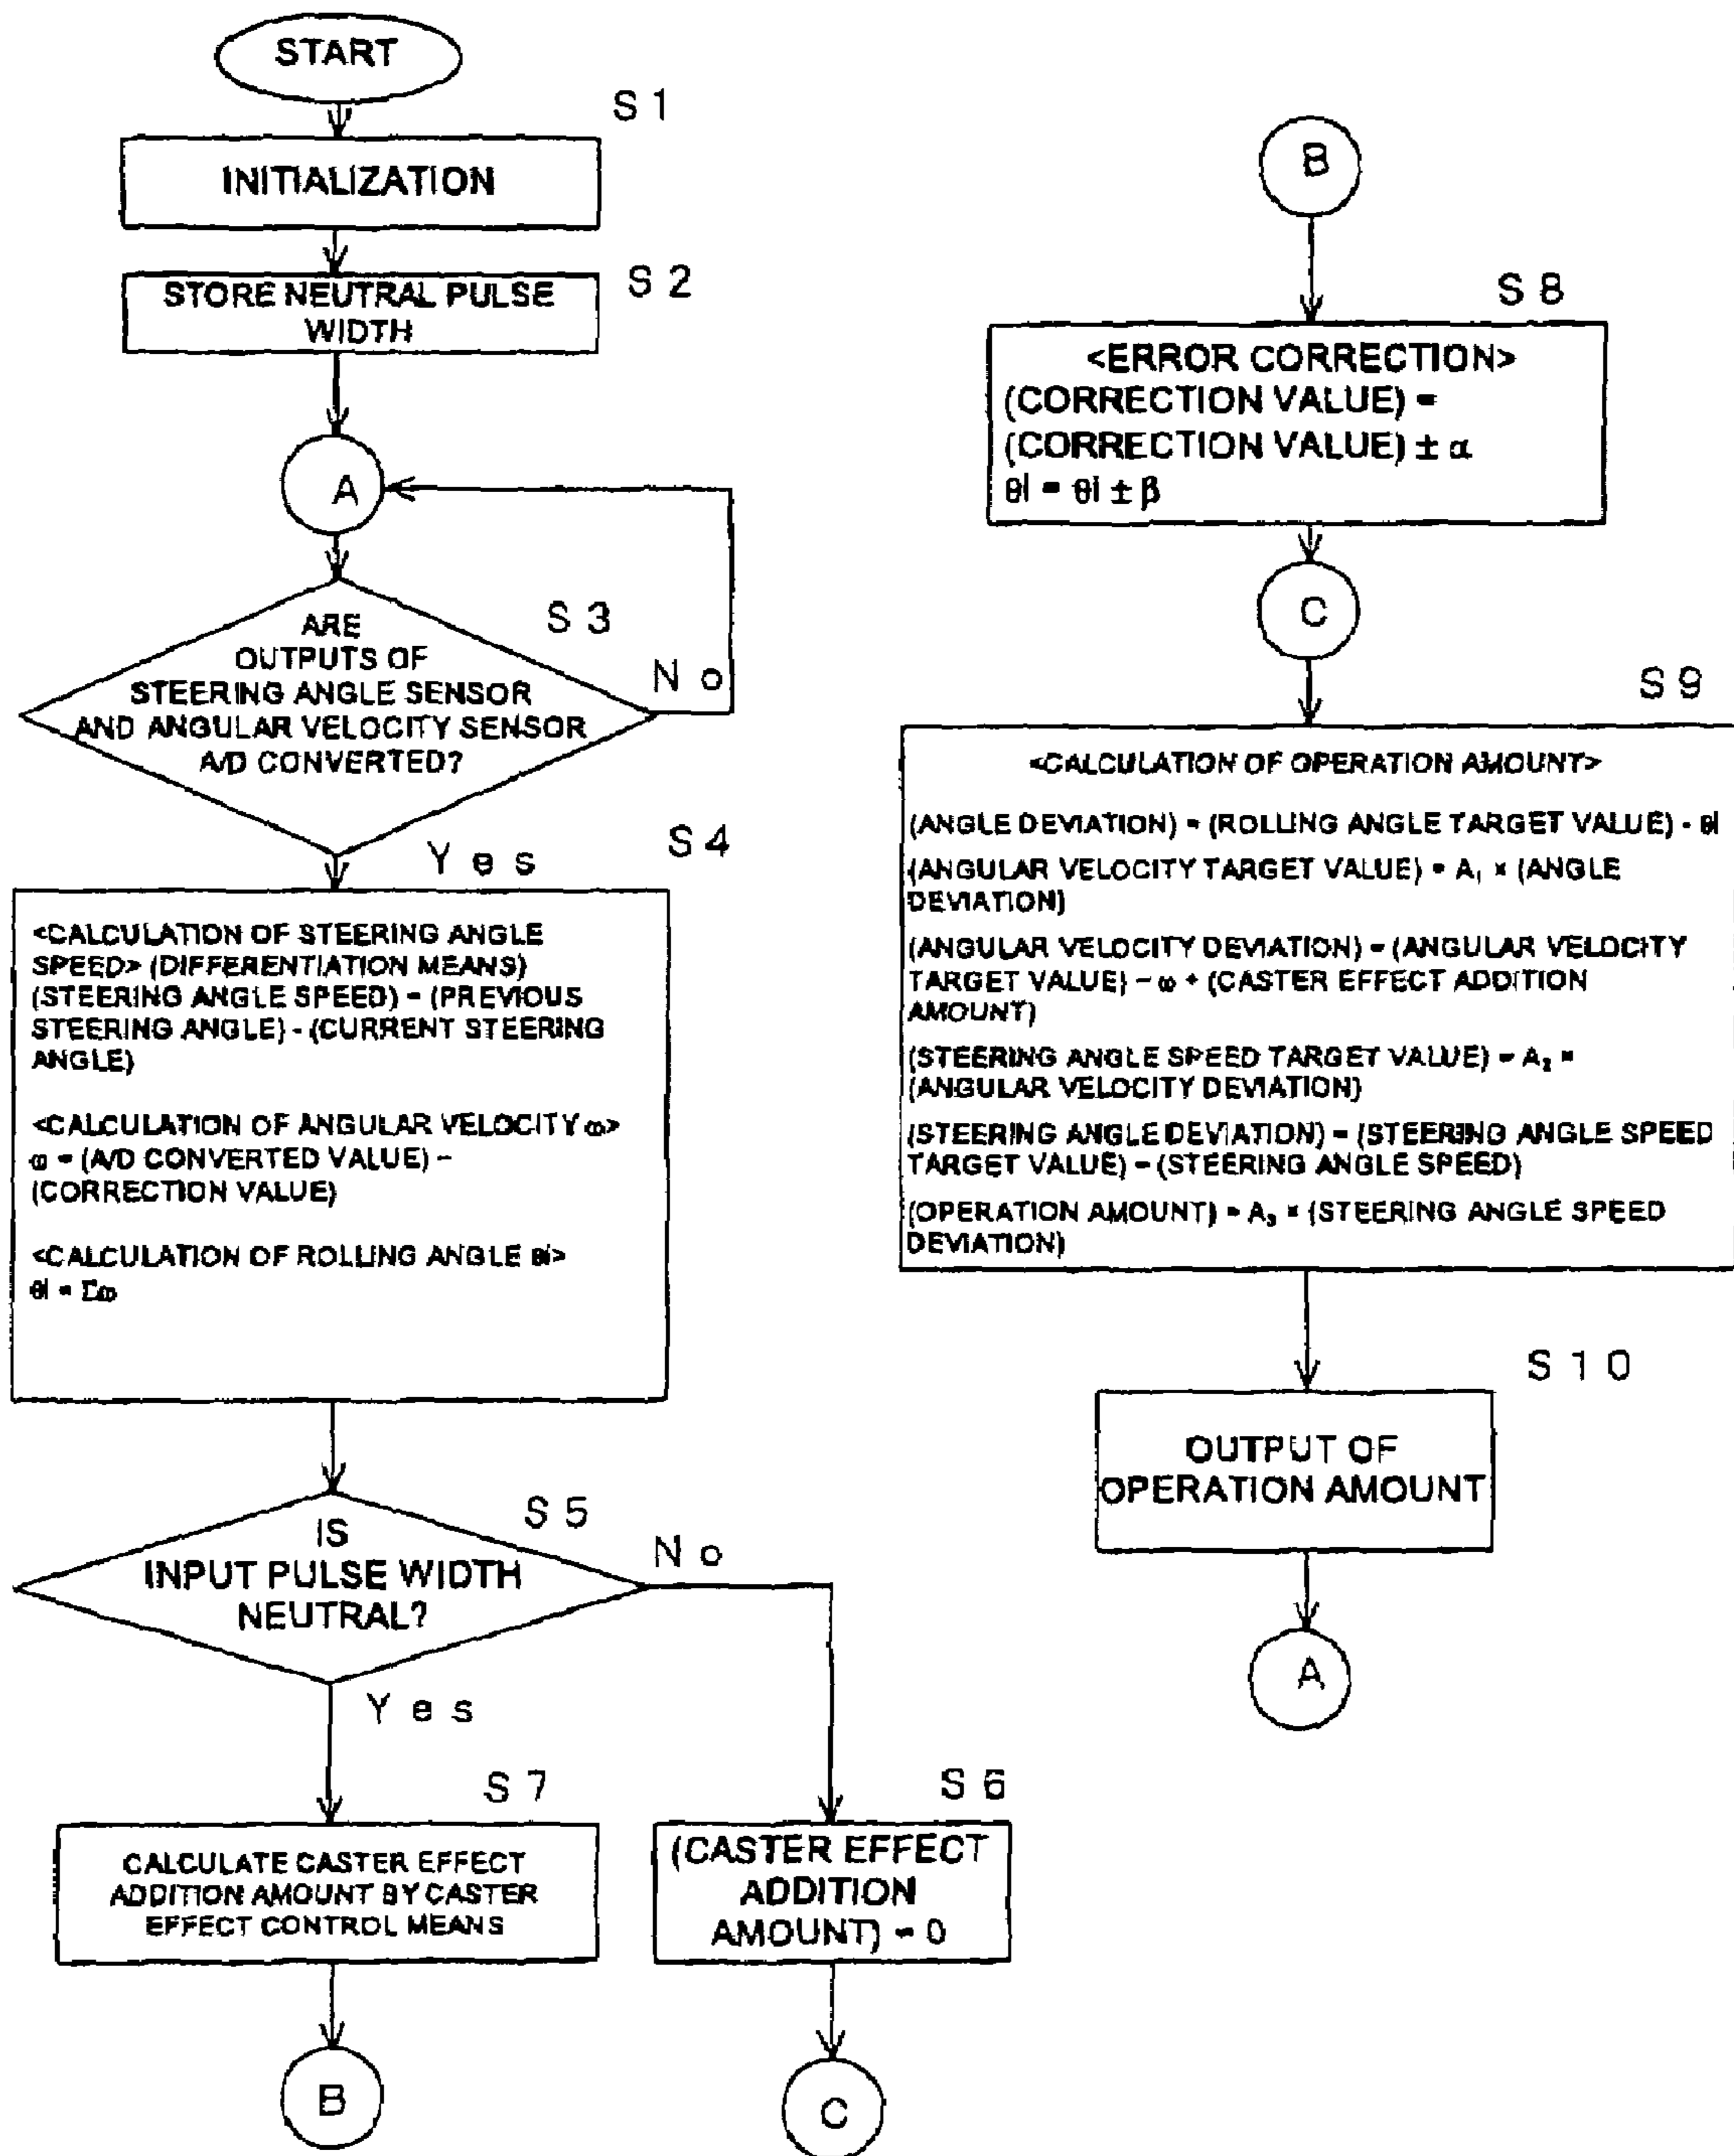 START
S 1
INITIALIZATION
S 2
STORE NEUTRAL PULSE
WIDTH
A
S 3
ARE
OUTPUTS OF
STEERING ANGLE SENSOR
AND ANGULAR VELOCITY SENSOR
A/D CONVERTED?
N o
Y e s
S 4
<CALCULATION OF STEERING ANGLE
SPEED> (DIFFERENTIATION MEANS)
(STEERING ANGLE SPEED) = (PREVIOUS
STEERING ANGLE) - (CURRENT STEERING
ANGLE)
<CALCULATION OF ANGULAR VELOCITY ω>
ω = (A/D CONVERTED VALUE) –
(CORRECTION VALUE)
<CALCULATION OF ROLLING ANGLE θi>
θi = Σω
S 5
IS
INPUT PULSE WIDTH
NEUTRAL?
N o
Y e s
S 7
CALCULATE CASTER EFFECT
ADDITION AMOUNT BY CASTER
EFFECT CONTROL MEANS
B
S 6
(CASTER EFFECT
ADDITION
AMOUNT) = 0
C
B
S 8
<ERROR CORRECTION>
(CORRECTION VALUE) =
(CORRECTION VALUE) ± α
θi = θi ± β
C
S 9
<CALCULATION OF OPERATION AMOUNT>
(ANGLE DEVIATION) = (ROLLING ANGLE TARGET VALUE) - θi
(ANGULAR VELOCITY TARGET VALUE) = A₁ × (ANGLE
DEVIATION)
(ANGULAR VELOCITY DEVIATION) = (ANGULAR VELOCITY
TARGET VALUE) – ω + (CASTER EFFECT ADDITION
AMOUNT)
(STEERING ANGLE SPEED TARGET VALUE) = A₂ ×
(ANGULAR VELOCITY DEVIATION)
(STEERING ANGLE DEVIATION) = (STEERING ANGLE SPEED
TARGET VALUE) – (STEERING ANGLE SPEED)
(OPERATION AMOUNT) = A₃ × (STEERING ANGLE SPEED
DEVIATION)
S 1 0
OUTPUT OF
OPERATION AMOUNT
A